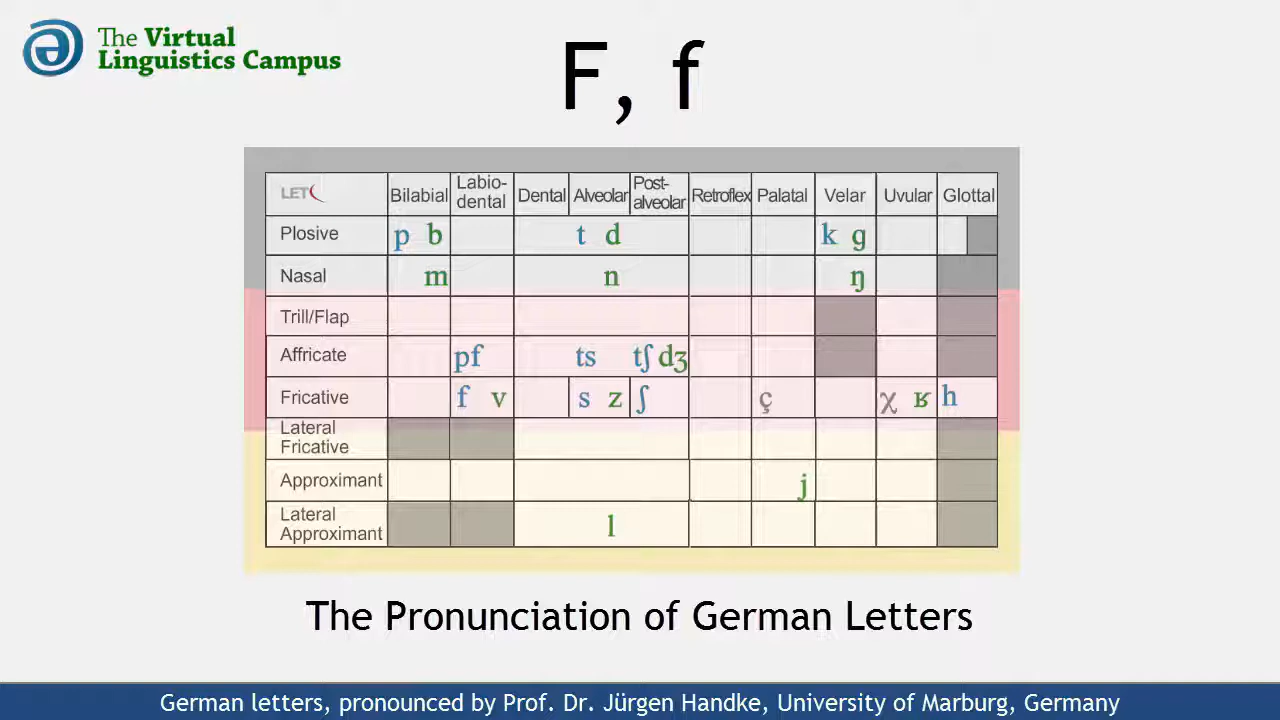 The Virtual
Linguistics Campus
F, f
LET
Bilabial Labio-dental Dental Alveolar Post-alveolar Retroflex Palatal Velar Uvular Glottal
Plosive p b t d k ɡ
Nasal m n ŋ
Trill/Flap
Affricate pf ts tʃ dʒ
Fricative f v s z ʃ ç χ ʁ h
Lateral
Fricative
Approximant j
Lateral
Approximant l
The Pronunciation of German Letters
German letters, pronounced by Prof. Dr. Jürgen Handke, University of Marburg, Germany